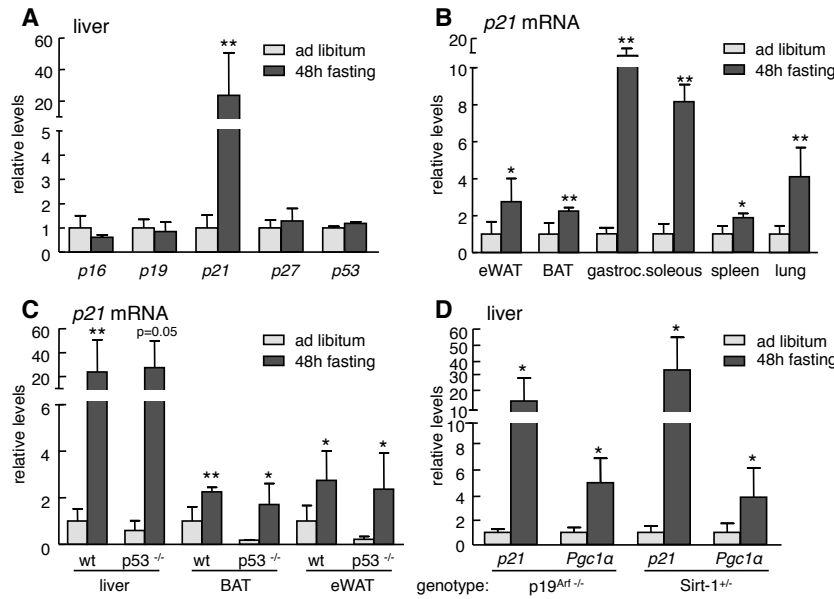 A liver
relative levels
60
40
20
5
4
3
2
1
0
ad libitum
48h fasting
**
p16 p19 p21 p27 p53
B p21 mRNA
relative levels
20
10
8
6
4
2
0
ad libitum
48h fasting
* ** ** ** * **
eWAT BAT gastroc. soleous spleen lung
C p21 mRNA
relative levels
60
40
20
6
4
2
0
ad libitum
48h fasting
** p=0.05 ** * * *
wt p53 -/- wt p53 -/- wt p53 -/-
liver BAT eWAT
D liver
relative levels
60
50
40
30
20
10
8
6
4
2
0
ad libitum
48h fasting
* * * *
p21 Pgc1α p21 Pgc1α
genotype: p19Arf -/- Sirt-1+/-